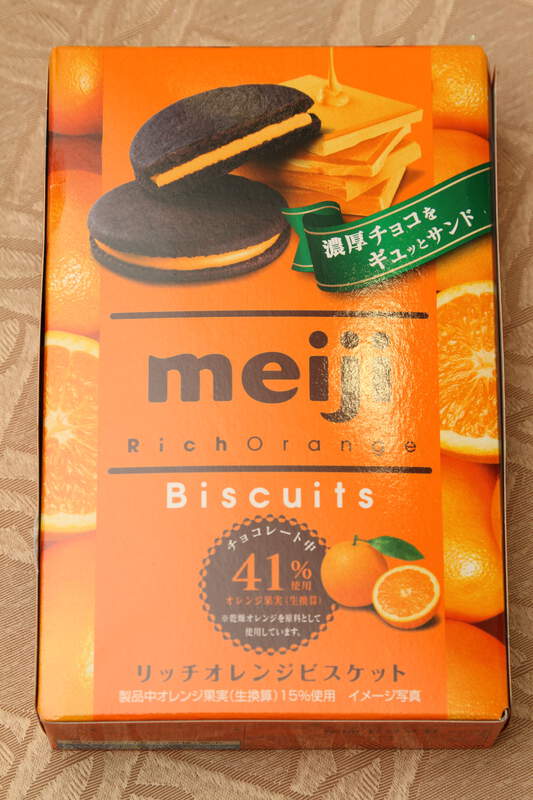 濃厚チョコを
ギュッとサンド
meiji
RichOrange
Biscuits
チョコレート中
41%使用
オレンジ果実(生換算)
※乾燥オレンジを原料として
使用しています。
リッチオレンジビスケット
製品中オレンジ果実(生換算)15%使用 イメージ写真